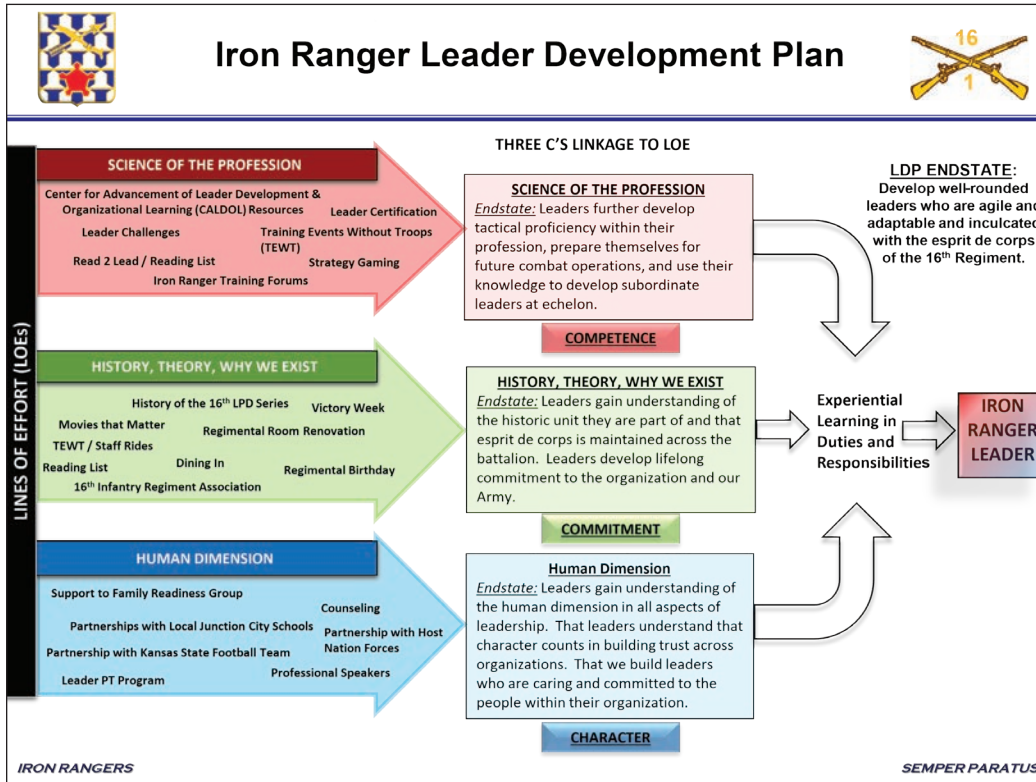 Iron Ranger Leader Development Plan
16
1
LINES OF EFFORT (LOEs)
SCIENCE OF THE PROFESSION
Center for Advancement of Leader Development &
Organizational Learning (CALDOL) Resources
Leader Certification
Leader Challenges
Training Events Without Troops
(TEWT)
Read 2 Lead / Reading List
Strategy Gaming
Iron Ranger Training Forums
HISTORY, THEORY, WHY WE EXIST
History of the 16th LPD Series
Victory Week
Movies that Matter
Regimental Room Renovation
TEWT / Staff Rides
Reading List
Dining In
Regimental Birthday
16th Infantry Regiment Association
HUMAN DIMENSION
Support to Family Readiness Group
Counseling
Partnerships with Local Junction City Schools
Partnership with Host
Nation Forces
Partnership with Kansas State Football Team
Professional Speakers
Leader PT Program
THREE C'S LINKAGE TO LOE
SCIENCE OF THE PROFESSION
Endstate: Leaders further develop
tactical proficiency within their
profession, prepare themselves for
future combat operations, and use their
knowledge to develop subordinate
leaders at echelon.
COMPETENCE
HISTORY, THEORY, WHY WE EXIST
Endstate: Leaders gain understanding of
the historic unit they are part of and that
esprit de corps is maintained across the
battalion. Leaders develop lifelong
commitment to the organization and our
Army.
COMMITMENT
Human Dimension
Endstate: Leaders gain understanding of
the human dimension in all aspects of
leadership. That leaders understand that
character counts in building trust across
organizations. That we build leaders
who are caring and committed to the
people within their organization.
CHARACTER
LDP ENDSTATE:
Develop well-rounded
leaders who are agile and
adaptable and inculcated
with the esprit de corps
of the 16th Regiment.
Experiential
Learning in
Duties and
Responsibilities
IRON
RANGER
LEADER
IRON RANGERS
SEMPER PARATUS